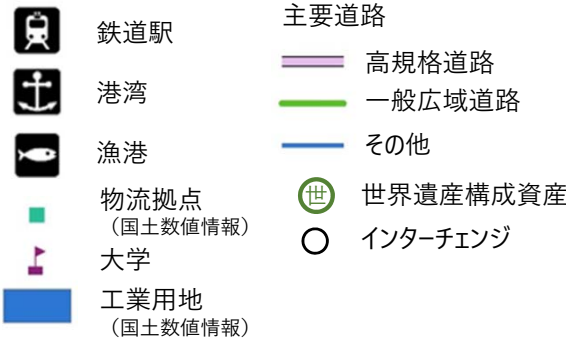 鉄道駅
港湾
漁港
物流拠点
（国土数値情報）
大学
工業用地
（国土数値情報）
主要道路
高規格道路
一般広域道路
その他
世 世界遺産構成資産
インターチェンジ